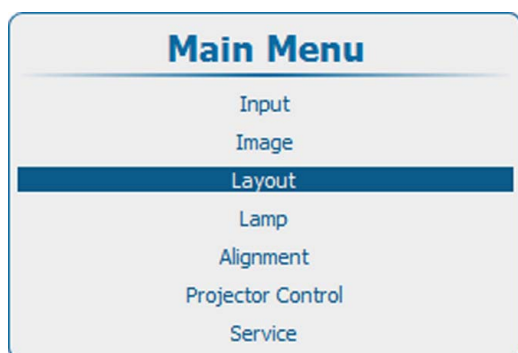 Main Menu
Input
Image
Layout
Lamp
Alignment
Projector Control
Service